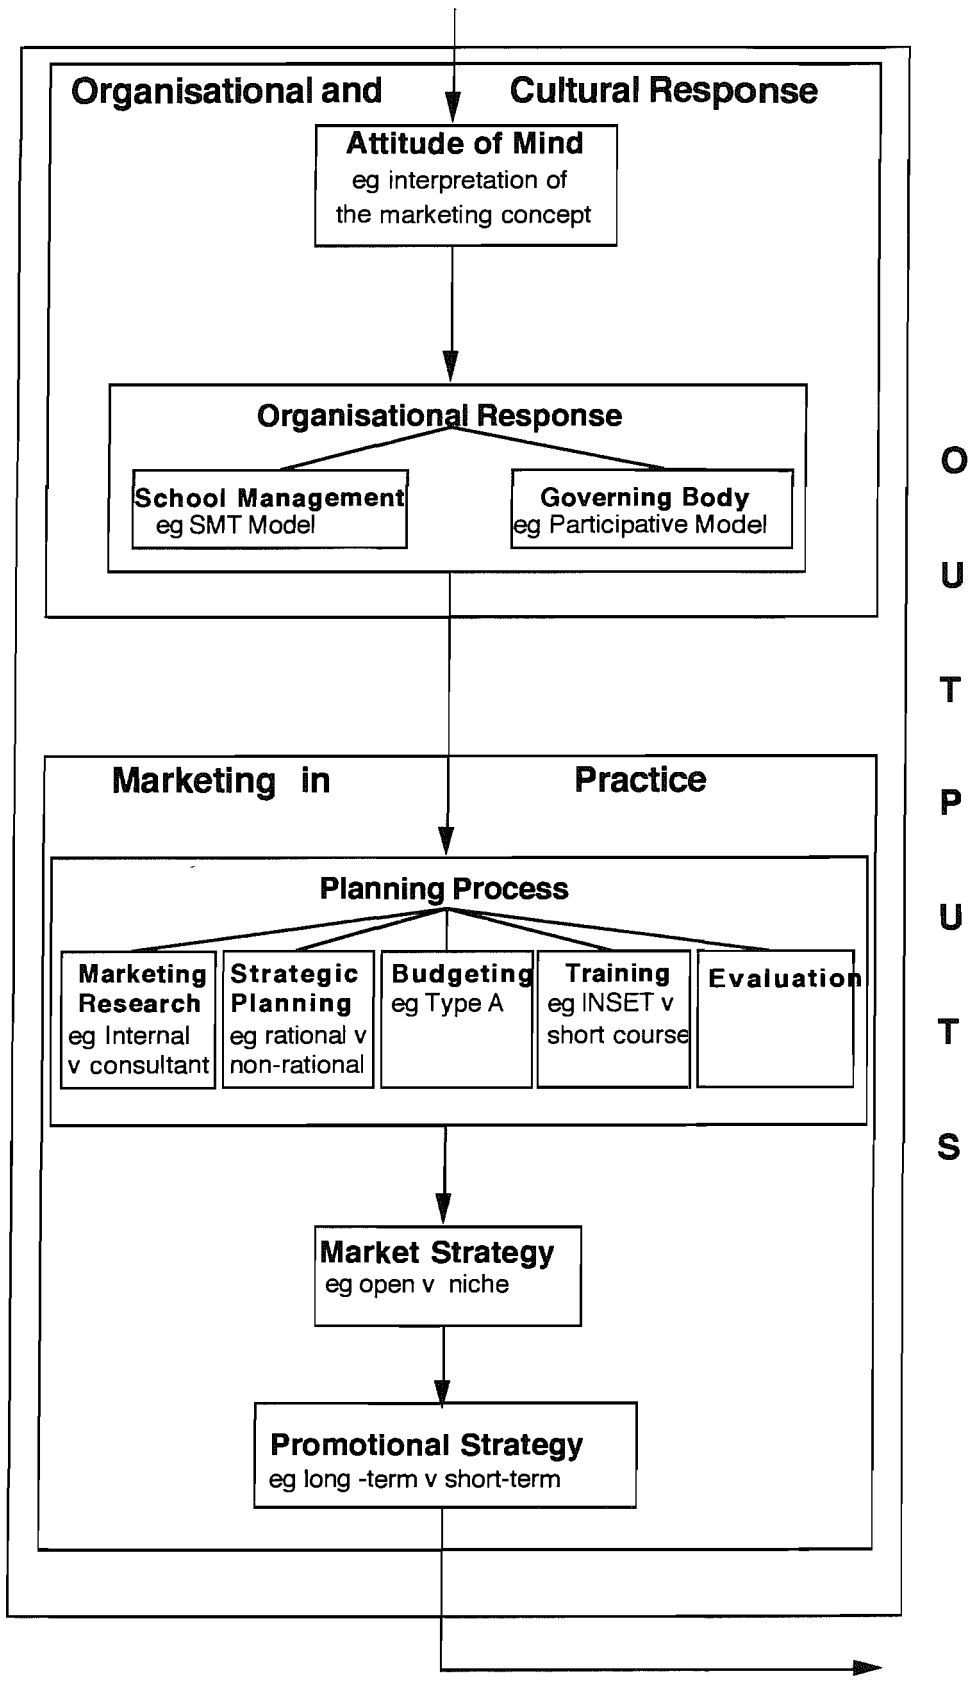 Organisational and Cultural Response
Attitude of Mind
eg interpretation of
the marketing concept
Organisational Response
School Management
eg SMT Model
Governing Body
eg Participative Model
Marketing in Practice
Planning Process
Marketing
Research
eg Internal
v consultant
Strategic
Planning
eg rational v
non-rational
Budgeting
eg Type A
Training
eg INSET v
short course
Evaluation
Market Strategy
eg open v niche
Promotional Strategy
eg long -term v short-term
O
U
T
P
U
T
S